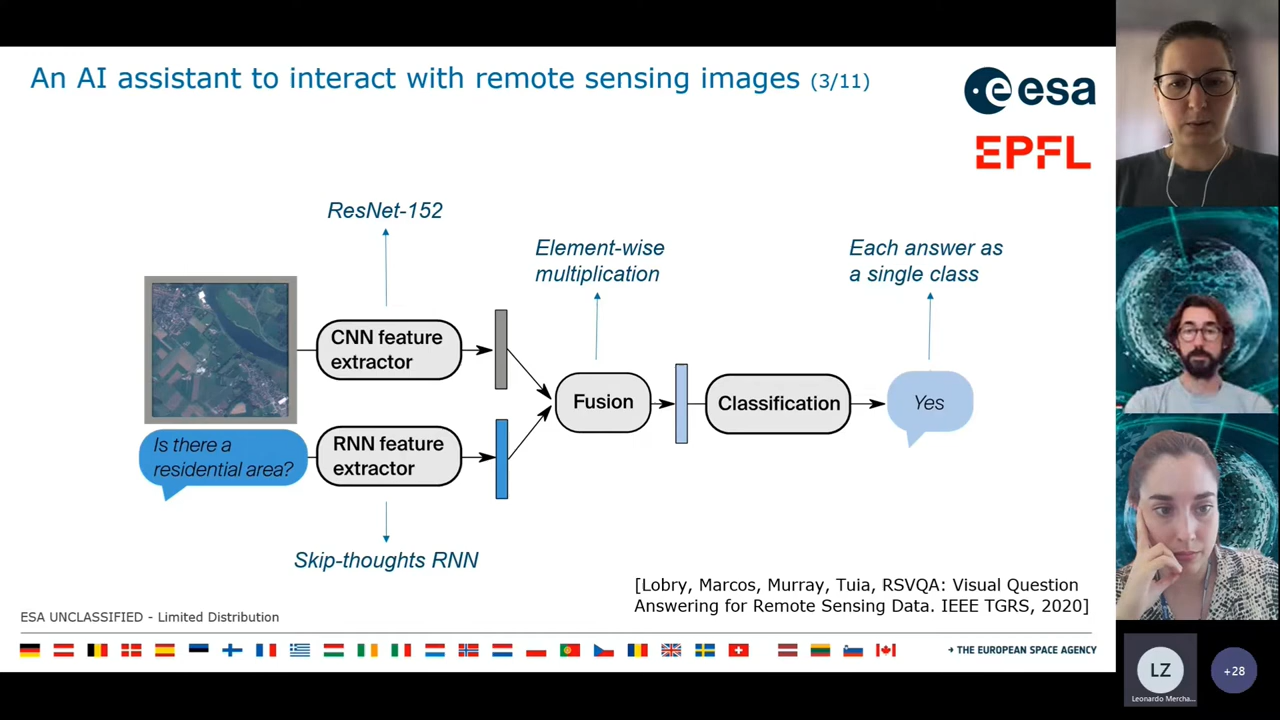 An AI assistant to interact with remote sensing images (3/11)
esa
EPFL
ResNet-152
Element-wise
multiplication
Each answer as
a single class
CNN feature
extractor
Fusion
Classification
Yes
Is there a
residential area?
RNN feature
extractor
Skip-thoughts RNN
[Lobry, Marcos, Murray, Tuia, RSVQA: Visual Question
Answering for Remote Sensing Data. IEEE TGRS, 2020]
ESA UNCLASSIFIED - Limited Distribution
→ THE EUROPEAN SPACE AGENCY
LZ
Leonardo Mercha...
+28